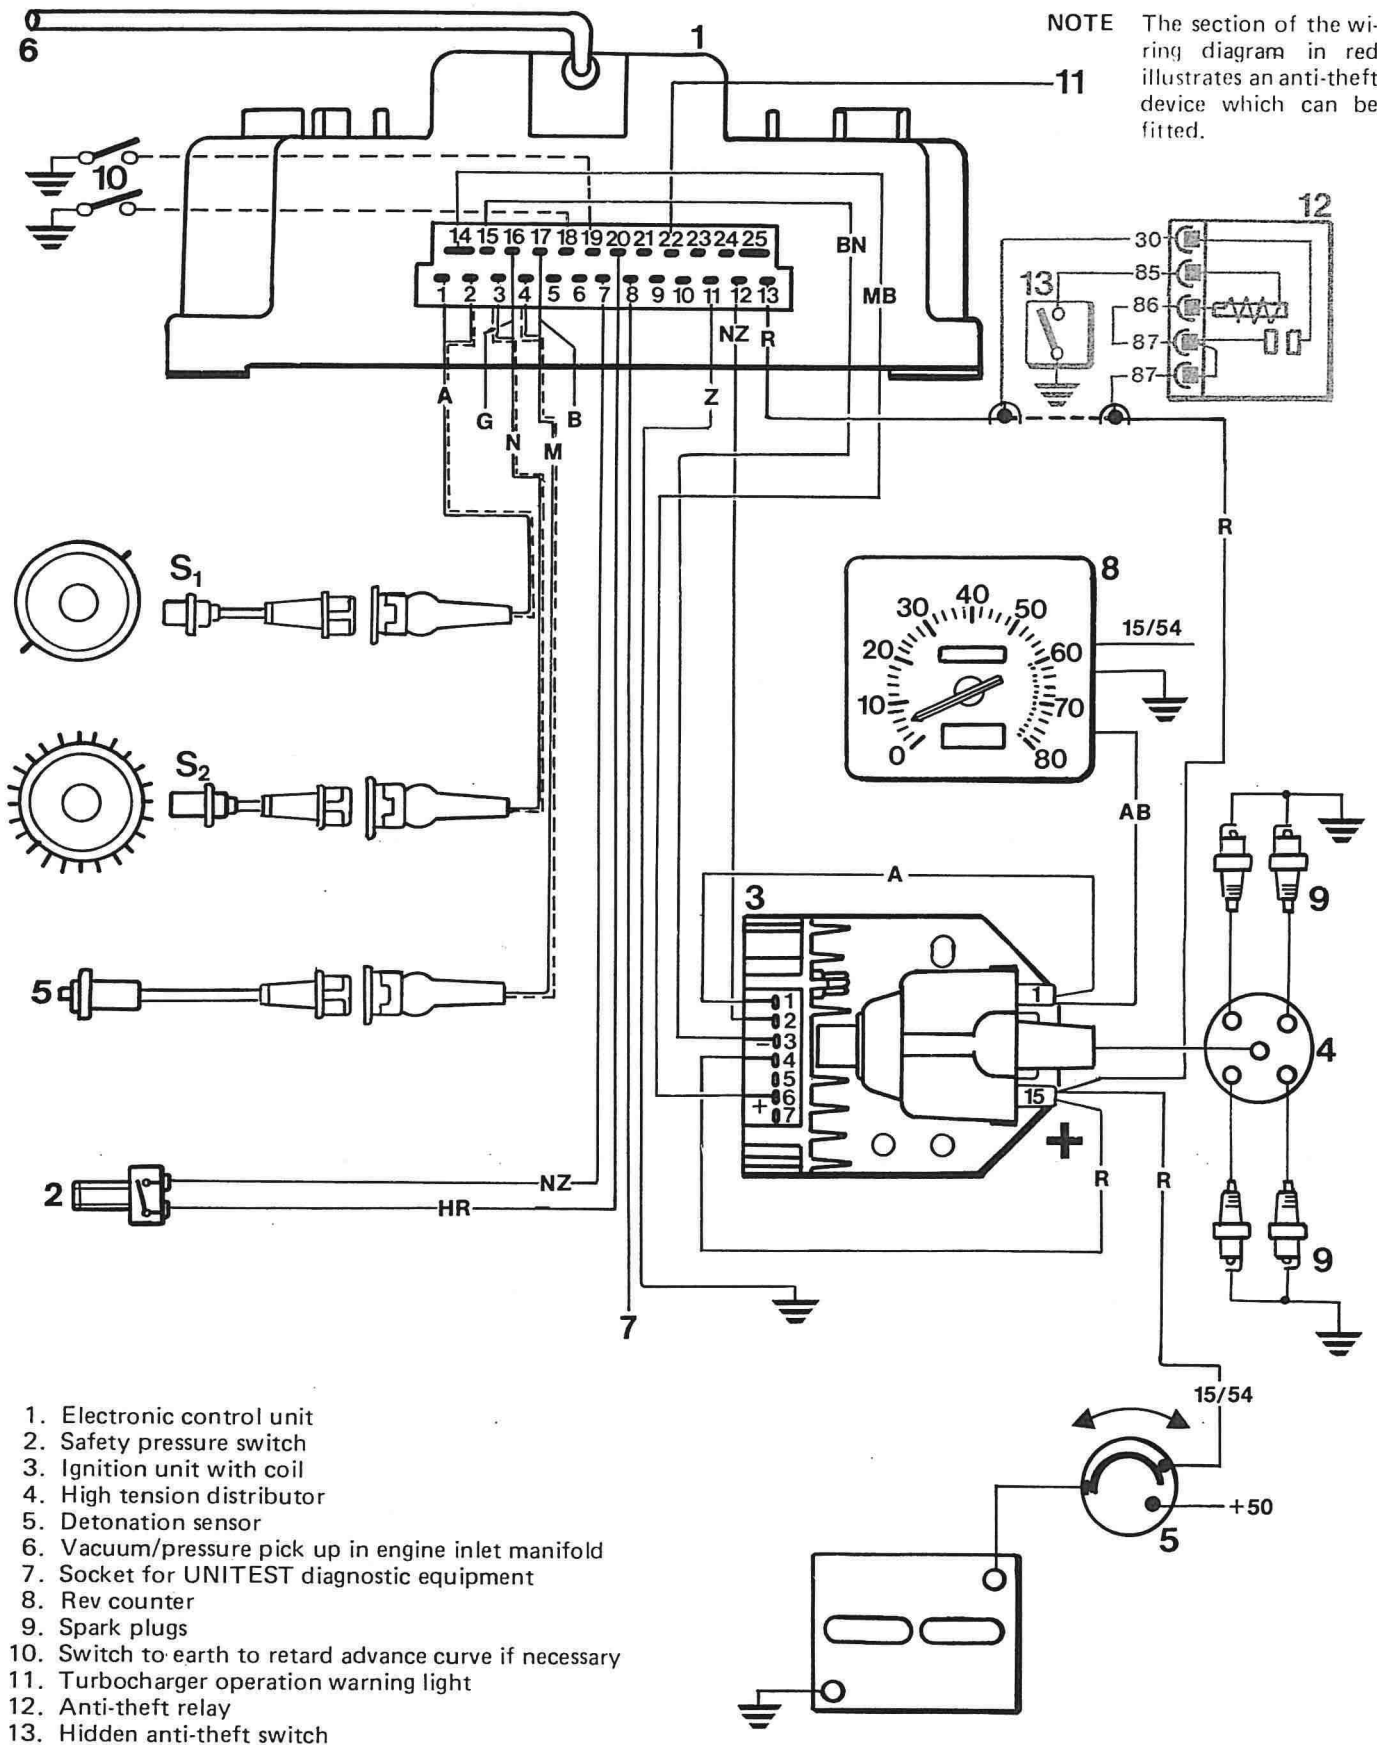 NOTE The section of the wi-
ring diagram in red
illustrates an anti-theft
device which can be
fitted.
6
1
11
10
12
14 15 16 17 18 19 20 21 22 23 24 25
1 2 3 4 5 6 7 8 9 10 11 12 13
BN
MB
NZ
R
30
85
86
87
87
13
A
G
N
B
M
Z
R
S1
8
0 10 20 30 40 50 60 70 80
15/54
S2
AB
A
3
9
5
1
2
– 3
4
5
6
+ 7
1
15
+
4
R
R
2
NZ
HR
9
7
15/54
+50
5
1. Electronic control unit
2. Safety pressure switch
3. Ignition unit with coil
4. High tension distributor
5. Detonation sensor
6. Vacuum/pressure pick up in engine inlet manifold
7. Socket for UNITEST diagnostic equipment
8. Rev counter
9. Spark plugs
10. Switch to earth to retard advance curve if necessary
11. Turbocharger operation warning light
12. Anti-theft relay
13. Hidden anti-theft switch